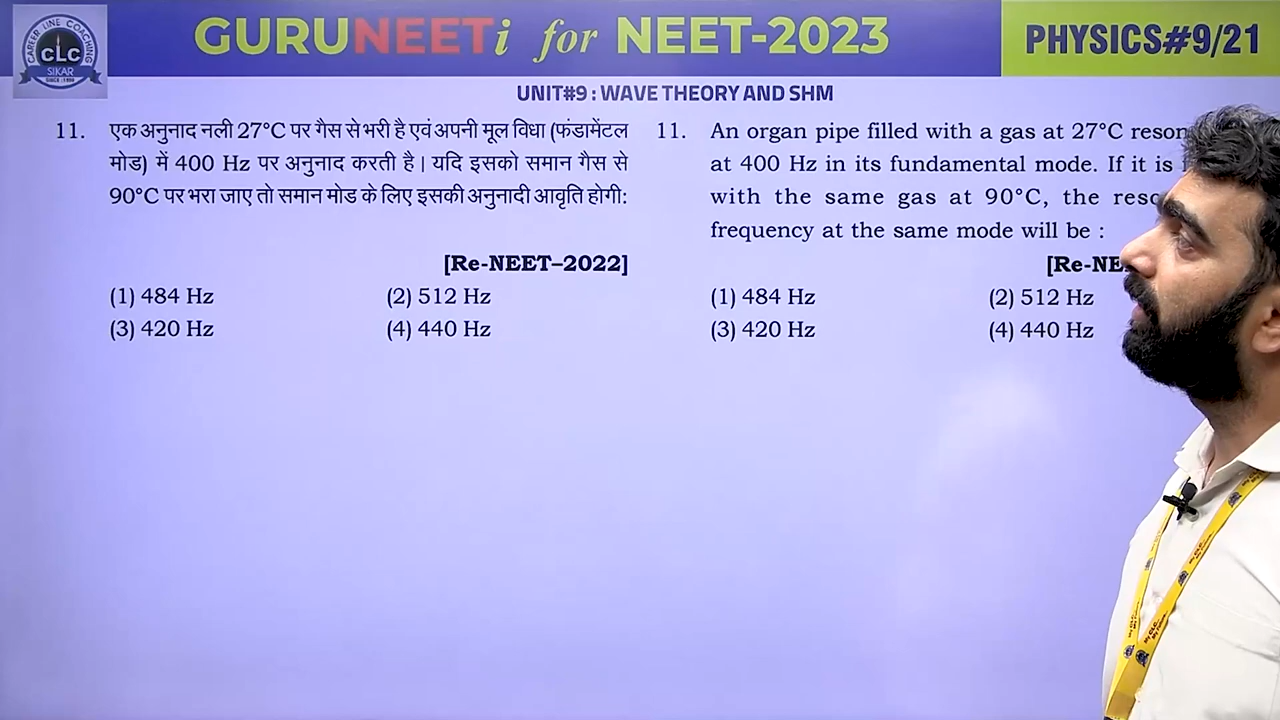 CAREER LINE COACHING
CLC
SIKAR
SINCE : 1996
GURUNEETi for NEET-2023
PHYSICS#9/21
UNIT#9 : WAVE THEORY AND SHM
11. एक अनुनाद नली 27°C पर गैस से भरी है एवं अपनी मूल विधा (फंडामेंटल
मोड) में 400 Hz पर अनुनाद करती है। यदि इसको समान गैस से
90°C पर भरा जाए तो समान मोड के लिए इसकी अनुनादी आवृति होगी:
[Re-NEET–2022]
(1) 484 Hz (2) 512 Hz
(3) 420 Hz (4) 440 Hz
11. An organ pipe filled with a gas at 27°C reson
at 400 Hz in its fundamental mode. If it is
with the same gas at 90°C, the reso
frequency at the same mode will be :
[Re-NE
(1) 484 Hz (2) 512 Hz
(3) 420 Hz (4) 440 Hz